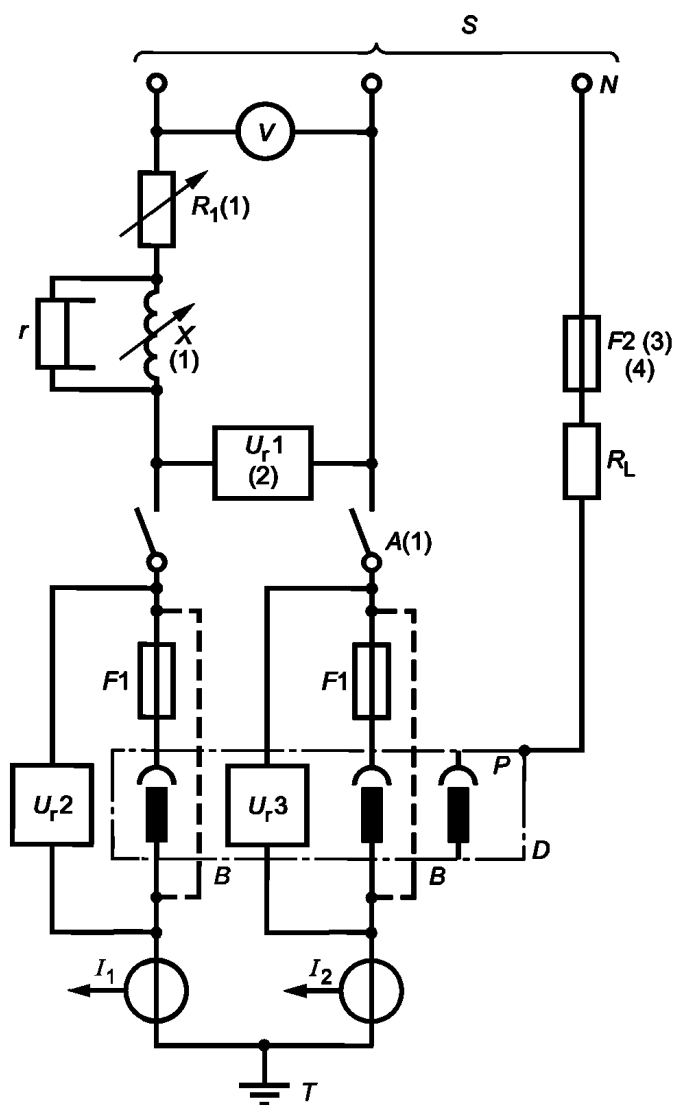 S
N
V
R1(1)
r
X
(1)
F2 (3)
(4)
Ur1
(2)
RL
A(1)
F1
F1
P
Ur2
Ur3
D
B
B
I1
I2
T